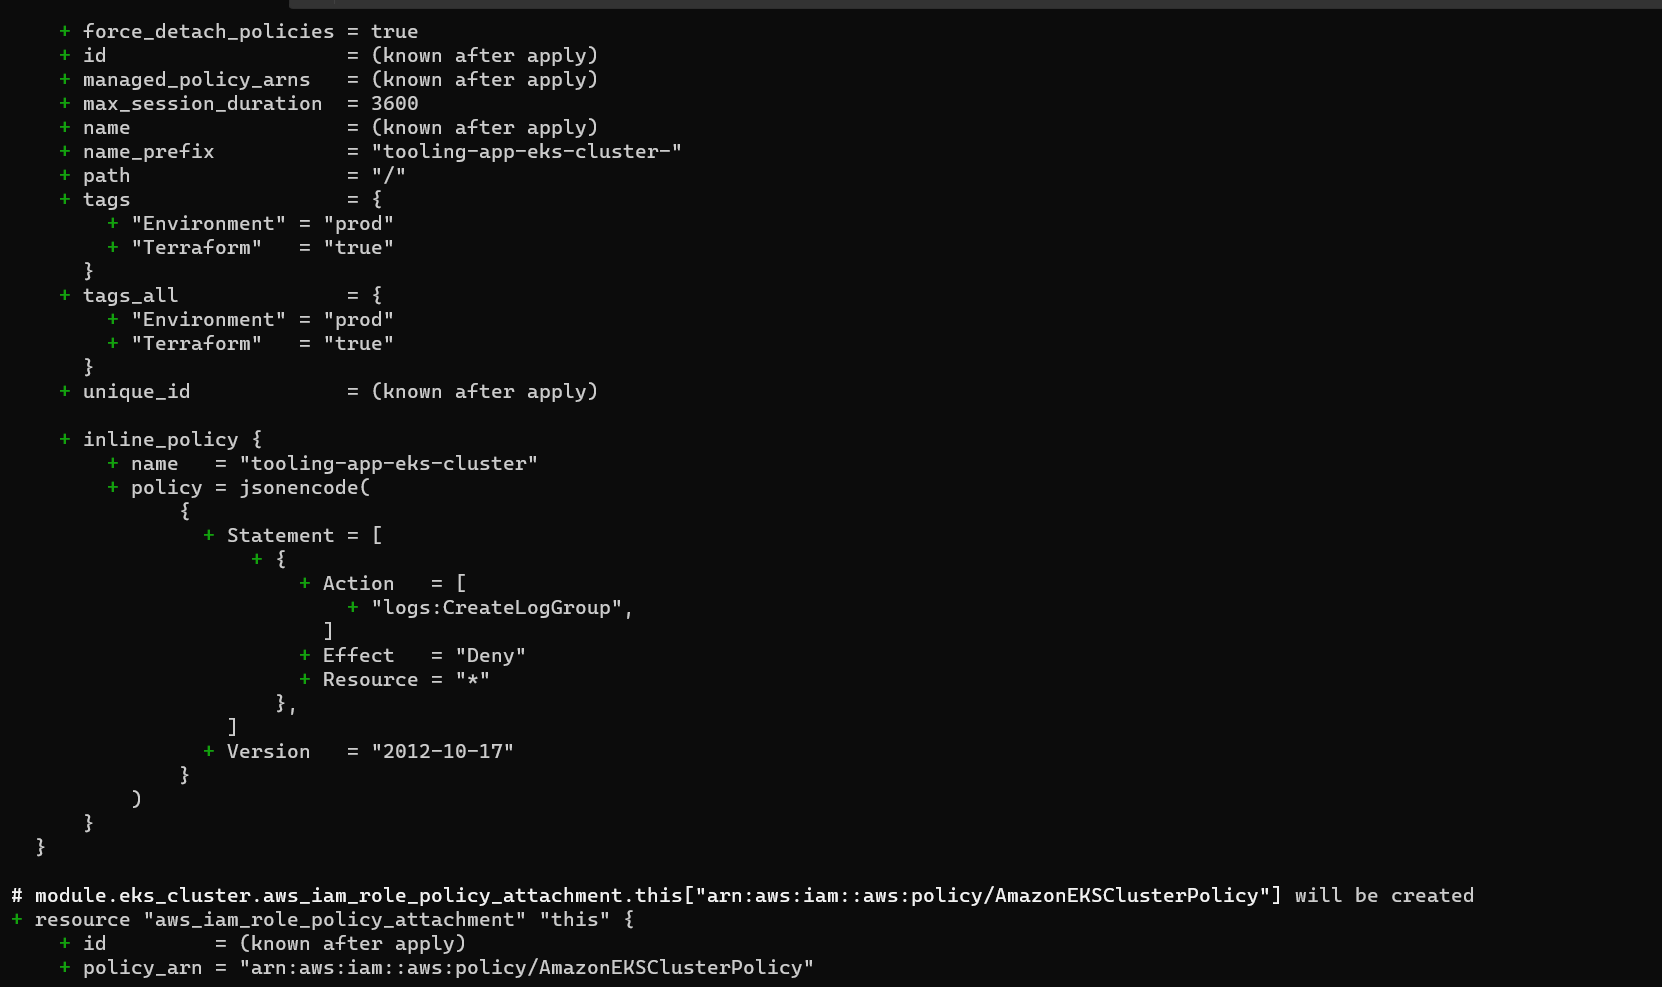 + force_detach_policies = true
+ id                    = (known after apply)
+ managed_policy_arns   = (known after apply)
+ max_session_duration  = 3600
+ name                  = (known after apply)
+ name_prefix           = "tooling-app-eks-cluster-"
+ path                  = "/"
+ tags                  = {
    + "Environment" = "prod"
    + "Terraform"   = "true"
  }
+ tags_all              = {
    + "Environment" = "prod"
    + "Terraform"   = "true"
  }
+ unique_id             = (known after apply)
+ inline_policy {
    + name   = "tooling-app-eks-cluster"
    + policy = jsonencode(
          {
            + Statement = [
                + {
                    + Action   = [
                        + "logs:CreateLogGroup",
                      ]
                    + Effect   = "Deny"
                    + Resource = "*"
                  },
              ]
            + Version   = "2012-10-17"
          }
      )
  }
}
# module.eks_cluster.aws_iam_role_policy_attachment.this["arn:aws:iam::aws:policy/AmazonEKSClusterPolicy"] will be created
+ resource "aws_iam_role_policy_attachment" "this" {
    + id         = (known after apply)
    + policy_arn = "arn:aws:iam::aws:policy/AmazonEKSClusterPolicy"